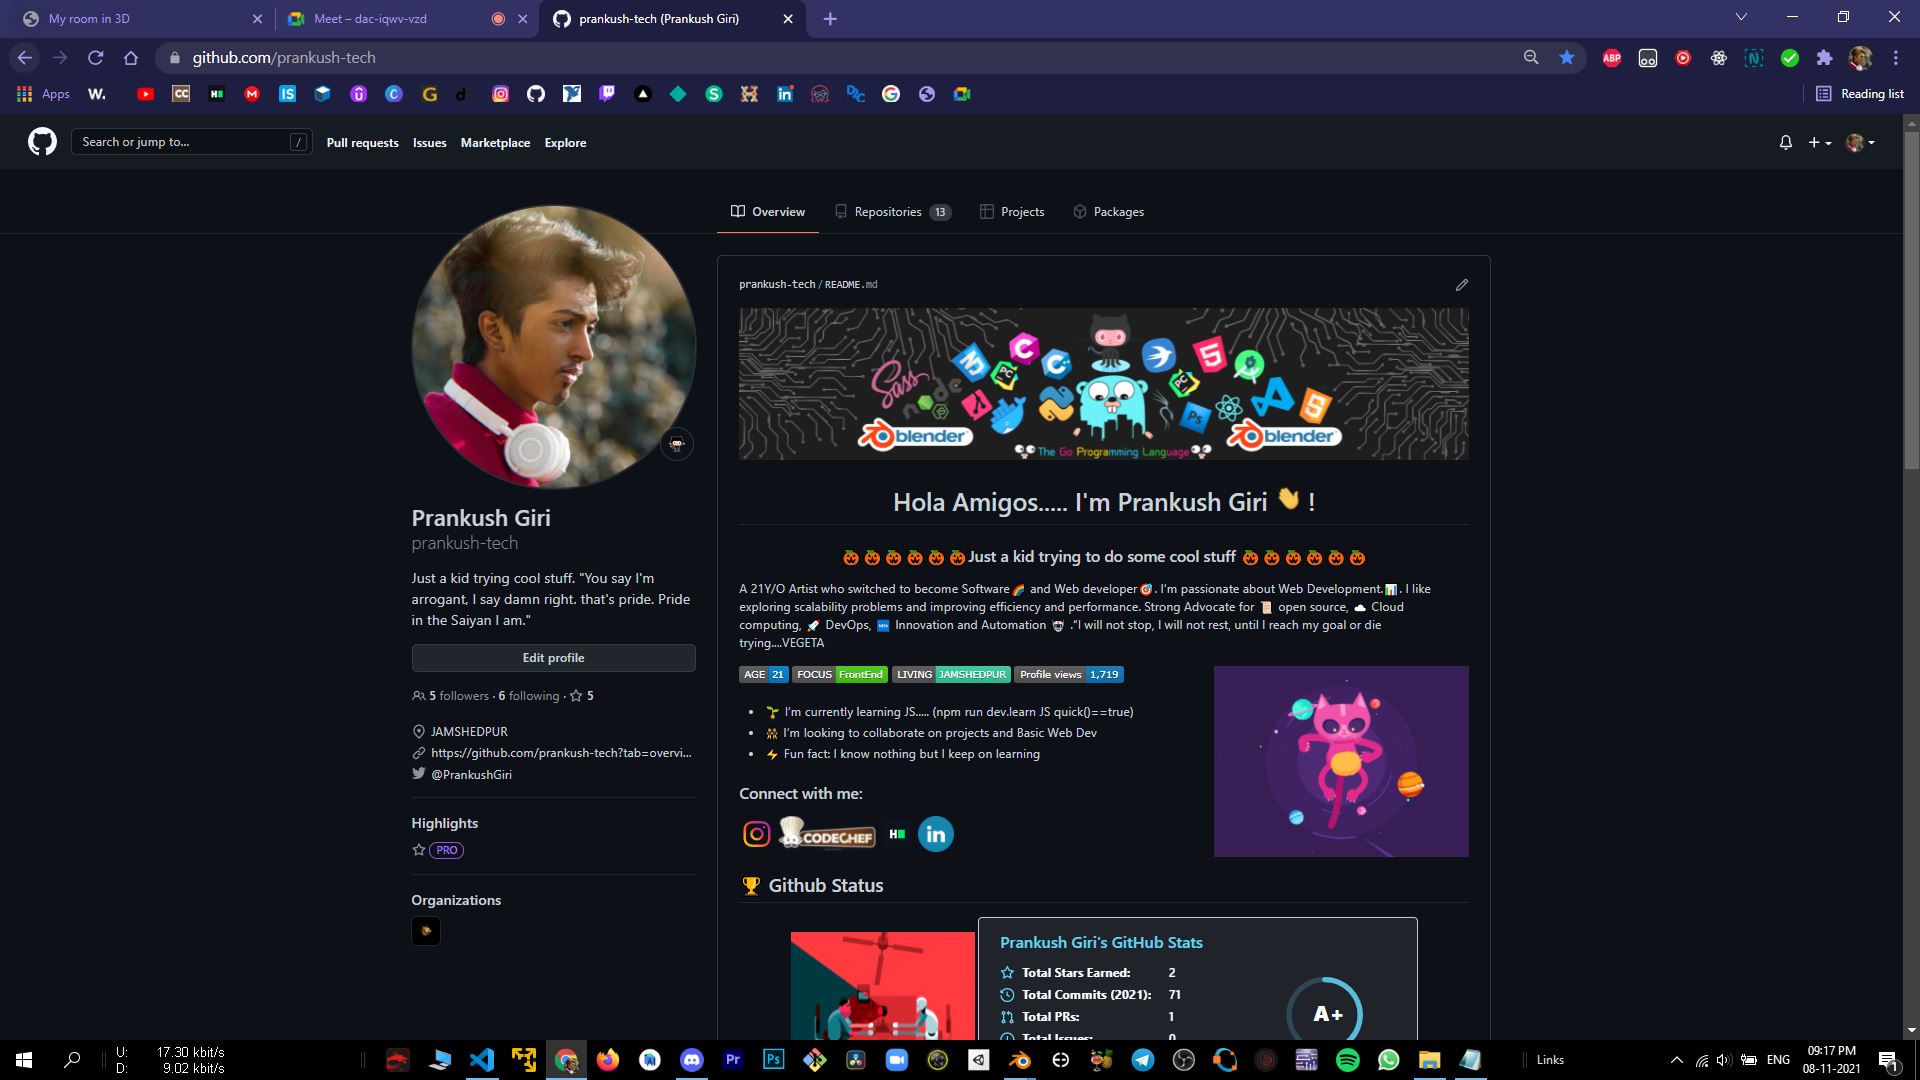 My room in 3D
Meet – dac-iqwv-vzd
prankush-tech (Prankush Giri)
github.com/prankush-tech
ABP
Apps
W.
CC
IS
Reading list
Search or jump to...
/
Pull requests
Issues
Marketplace
Explore
Overview
Repositories 13
Projects
Packages
prankush-tech/README.md
Sass
node
PC
PC
Ps
blender
blender
The Go Programming Language
Hola Amigos..... I'm Prankush Giri 👋 !
🎃 🎃 🎃 🎃 🎃 🎃 Just a kid trying to do some cool stuff 🎃 🎃 🎃 🎃 🎃 🎃
A 21Y/O Artist who switched to become Software🌈 and Web developer🎯. I'm passionate about Web Development.📊. I like
exploring scalability problems and improving efficiency and performance. Strong Advocate for 📜 open source, ☁ Cloud
computing, 🚀 DevOps, 🆕 Innovation and Automation 🤖 .“I will not stop, I will not rest, until I reach my goal or die
trying....VEGETA
AGE 21
FOCUS FrontEnd
LIVING JAMSHEDPUR
Profile views 1,719
🌱 I’m currently learning JS..... (npm run dev.learn JS quick()==true)
👯 I’m looking to collaborate on projects and Basic Web Dev
⚡ Fun fact: I know nothing but I keep on learning
Connect with me:
CODECHEF
H
in
🏆 Github Status
Prankush Giri's GitHub Stats
Total Stars Earned: 2
Total Commits (2021): 71
Total PRs: 1
Total Issues: 0
A+
Prankush Giri
prankush-tech
Just a kid trying cool stuff. "You say I'm
arrogant, I say damn right. that's pride. Pride
in the Saiyan I am."
Edit profile
5 followers · 6 following · 5
JAMSHEDPUR
https://github.com/prankush-tech?tab=overvi...
@PrankushGiri
Highlights
PRO
Organizations
U: 17.30 kbit/s
D: 9.02 kbit/s
Pr
Ps
Links
ENG
09:17 PM
08-11-2021
1